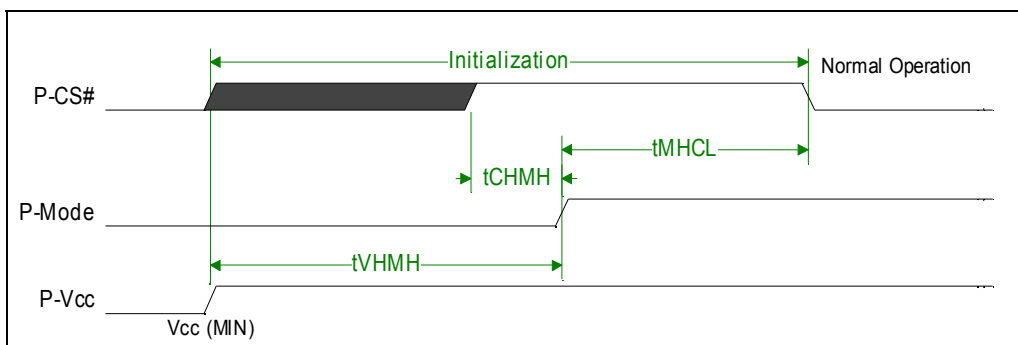 Initialization
Normal Operation
P-CS#
tMHCL
tCHMH
P-Mode
tVHMH
P-Vcc
Vcc (MIN)